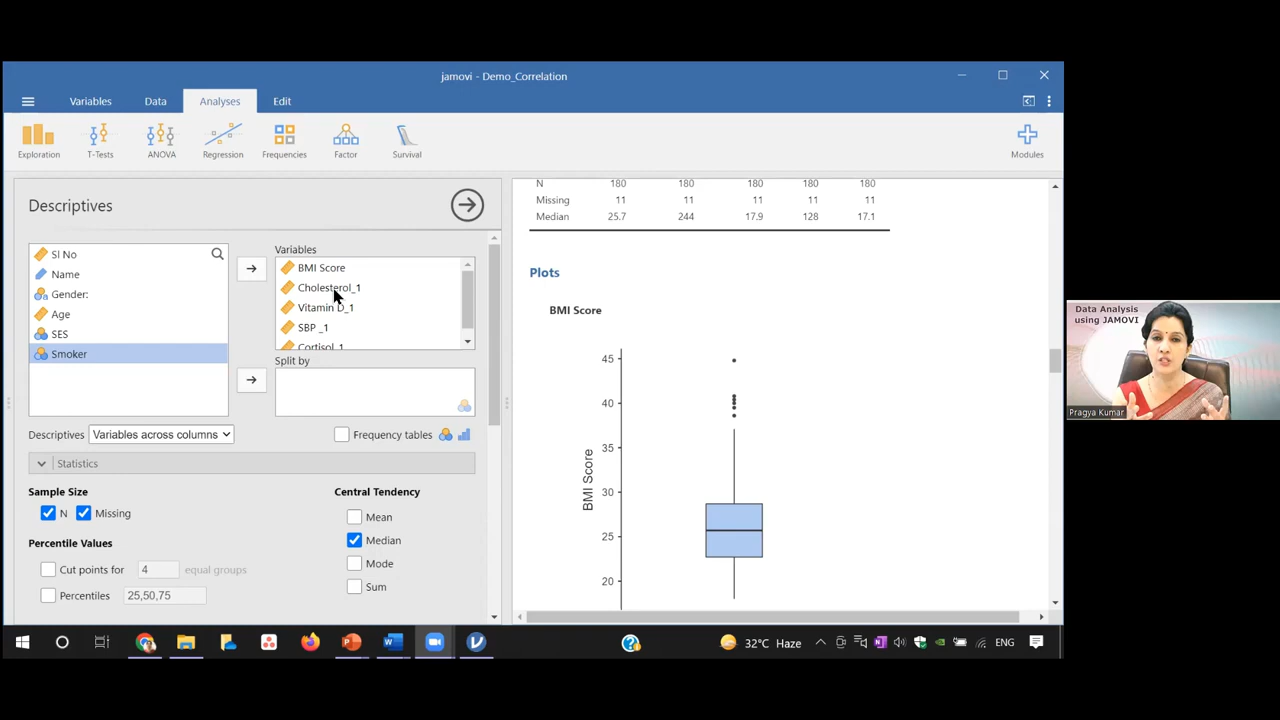 jamovi - Demo_Correlation
Variables
Data
Analyses
Edit
Exploration
T-Tests
ANOVA
Regression
Frequencies
Factor
Survival
Modules
Descriptives
SI No
Name
Gender:
Age
SES
Smoker
Variables
BMI Score
Cholesterol_1
Vitamin D_1
SBP _1
Cortisol_1
Split by
Descriptives Variables across columns
Frequency tables
Statistics
Sample Size
N Missing
Percentile Values
Cut points for 4 equal groups
Percentiles 25,50,75
Central Tendency
Mean
Median
Mode
Sum
N 180 180 180 180 180
Missing 11 11 11 11 11
Median 25.7 244 17.9 128 17.1
Plots
BMI Score
BMI Score
45
40
35
30
25
20
Data Analysis
using JAMOVI
Pragya Kumar
32°C Haze
ENG